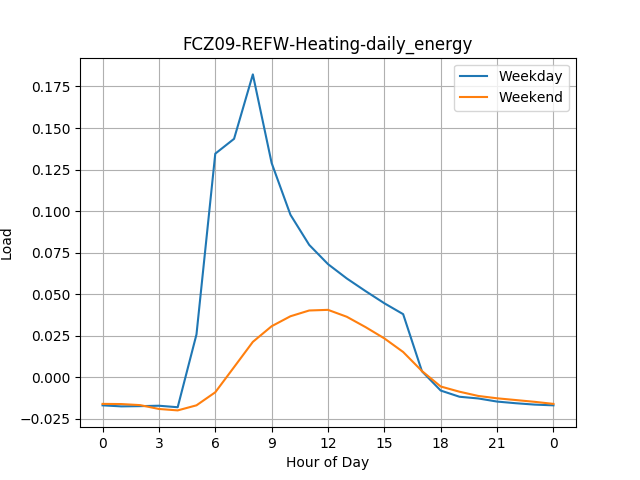 FCZ09-REFW-Heating-daily_energy
Weekday
Weekend
Load
0.175
0.150
0.125
0.100
0.075
0.050
0.025
0.000
−0.025
0 3 6 9 12 15 18 21 0
Hour of Day